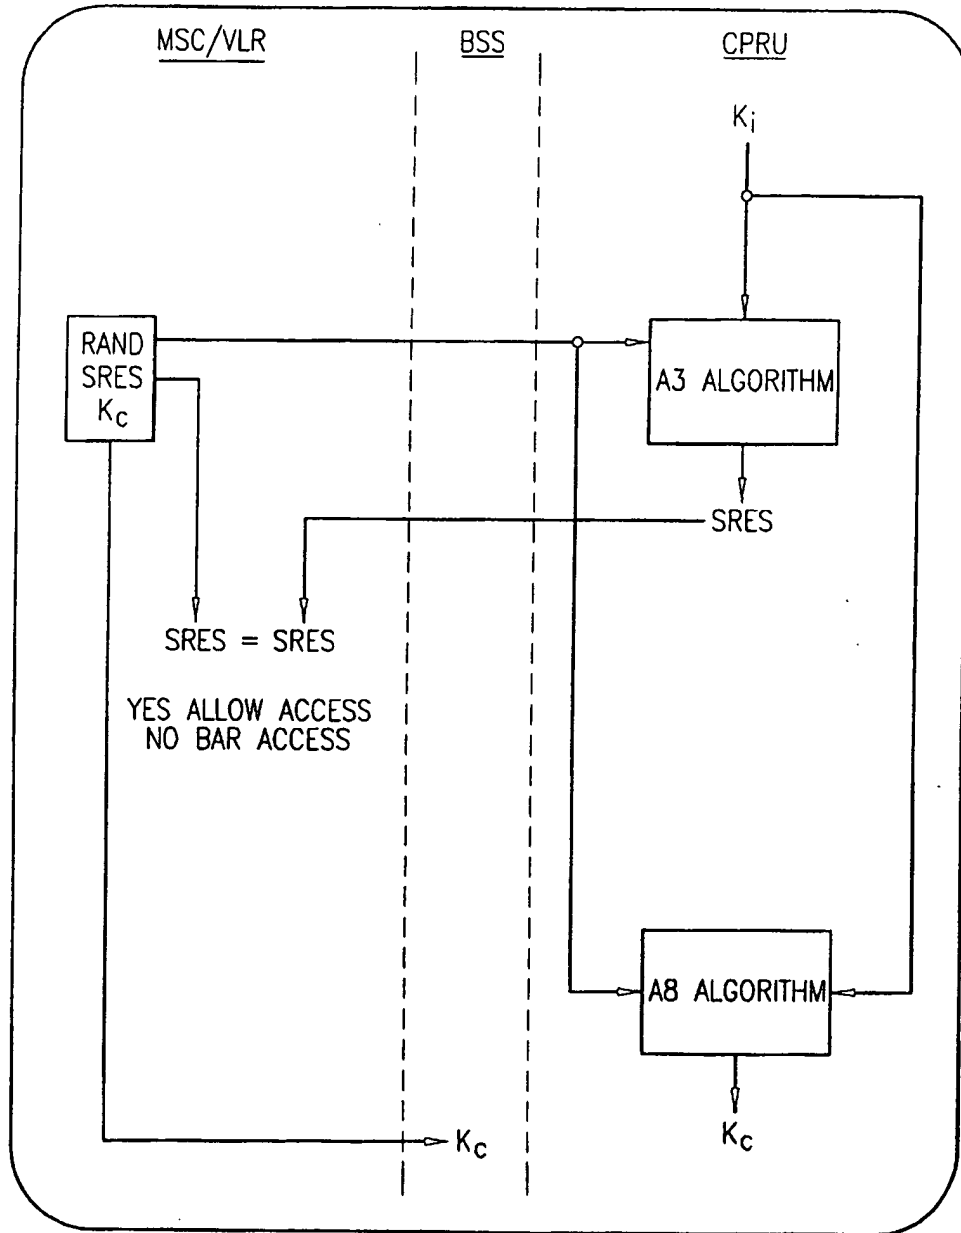 MSC/VLR
BSS
CPRU
Ki
RAND
SRES
Kc
A3 ALGORITHM
SRES
SRES = SRES
YES ALLOW ACCESS
NO BAR ACCESS
A8 ALGORITHM
Kc
Kc